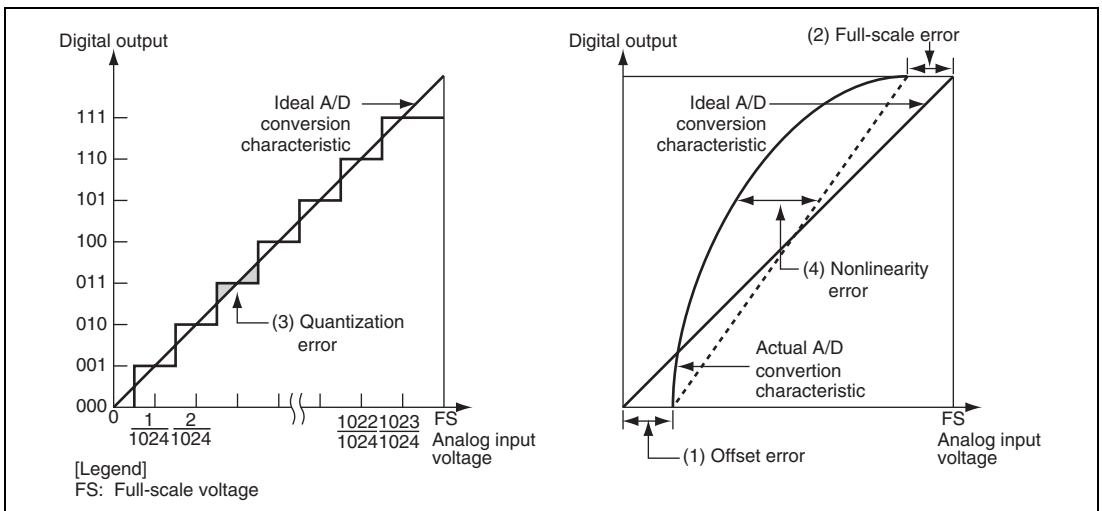 Digital output
Ideal A/D
conversion
characteristic
111
110
101
100
011
010
001
000
(3) Quantization
error
0
1
1024
2
1024
1022
1024
1023
1024
FS
Analog input
voltage
[Legend]
FS: Full-scale voltage
Digital output
(2) Full-scale error
Ideal A/D
conversion
characteristic
(4) Nonlinearity
error
Actual A/D
convertion
characteristic
FS
Analog input
voltage
(1) Offset error